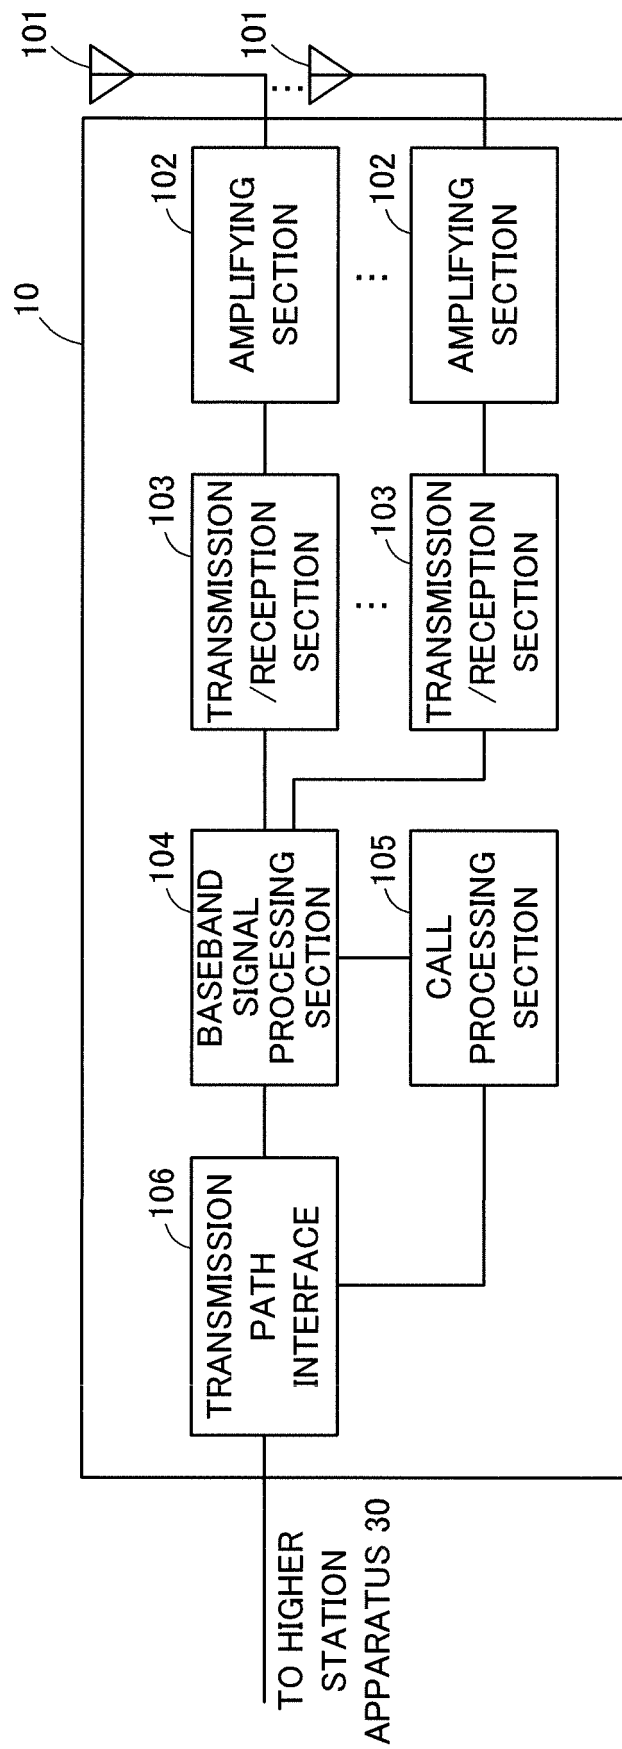 10
101
101
102
AMPLIFYING
SECTION
102
AMPLIFYING
SECTION
103
TRANSMISSION
/RECEPTION
SECTION
103
TRANSMISSION
/RECEPTION
SECTION
104
BASEBAND
SIGNAL
PROCESSING
SECTION
105
CALL
PROCESSING
SECTION
106
TRANSMISSION
PATH
INTERFACE
TO HIGHER
STATION
APPARATUS 30